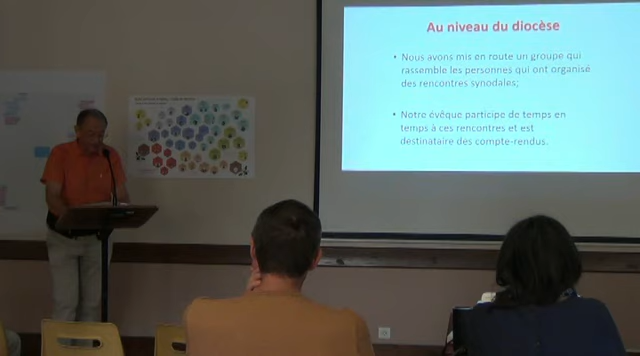 Au niveau du diocèse
• Nous avons mis en route un groupe qui
rassemble les personnes qui ont organisé
des rencontres synodales;
• Notre évêque participe de temps en
temps à ces rencontres et est
destinataire des compte-rendus.